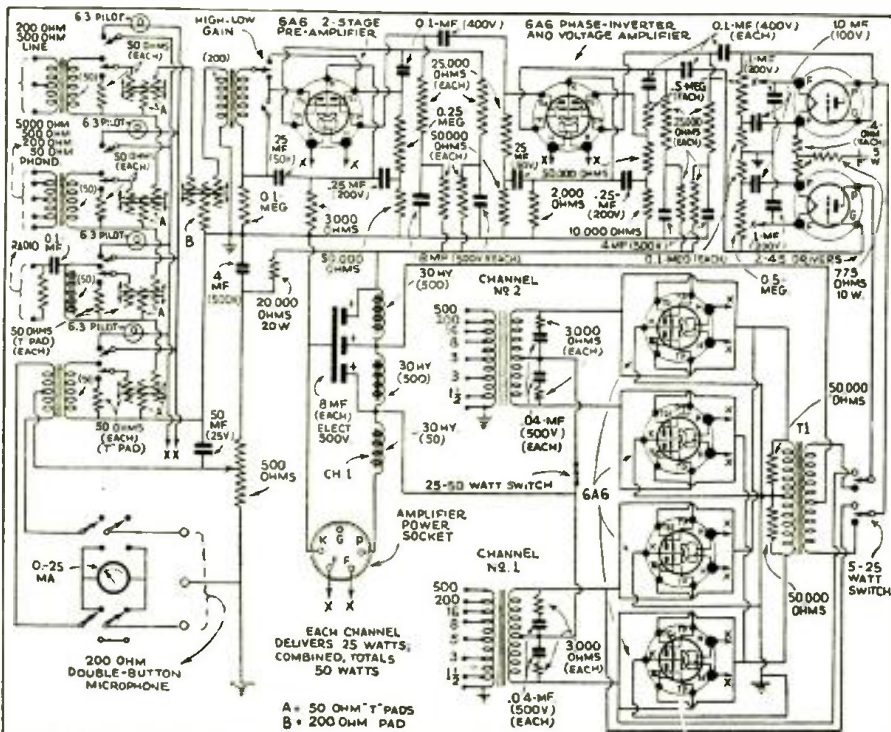 200 OHM
500 OHM
LINE
6.3 PILOT
50 OHMS
(EACH)
(50)
A
HIGH-LOW
GAIN
(200)
6A6 2-STAGE
PRE-AMPLIFIER
0.1-MF (400V)
6A6 PHASE-INVERTER
AND VOLTAGE AMPLIFIER
0.1-MF (400V)
(EACH)
10 MF
(100V)
5000 OHM
500 OHM
200 OHM
50 OHM
PHONO.
6.3 PILOT
50 OHMS
(EACH)
(50)
A
25
MF
(50V)
.25 MF
200V
25,000
OHMS
(EACH)
0.25
MEG.
50,000
OHMS
(EACH)
25
MF
50,000 OHMS
2,000
OHMS
.25-
MF
(200V)
10,000 OHMS
.5-MEG
(EACH)
(EACH)
.1-MF
(200V)
.1-MF
F
F
P
G
4-
OHM
(EACH)
5
W
RADIO
0.1-
MF
6.3 PILOT
(50)
A
B
0.1-
MEG
3,000
OHMS
50,000
OHMS
8 MF (500V) EACH
4 MF (500V)
0.1-MEG (EACH)
0.5-
MEG.
2-45 DRIVERS
775
OHMS
10 W.
50 OHMS
("T" PAD)
(EACH)
6.3 PILOT
4
MF
(500V)
20,000
OHMS
20 W
30 HY
(500)
CHANNEL
Nº 2
500
200
3,000
OHMS
(EACH)
X
X
50 OHMS
(EACH)
("T" PAD)
X X
50
MF
(25V)
500
OHMS
8 MF
(EACH)
ELECT
500V.
30 HY
(500)
30 HY
(50)
CH 1
.04-MF
(500V)
(EACH)
25-50 WATT SWITCH
6A6
T1
50,000
OHMS
AMPLIFIER
POWER
SOCKET
K G P
F
X X
CHANNEL
Nº 1
500
200
3,000
OHMS
(EACH)
50,000
OHMS
5-25
WATT
SWITCH
0-25
MA
200 OHM
DOUBLE-BUTTON
MICROPHONE
EACH CHANNEL
DELIVERS 25 WATTS;
COMBINED, TOTALS
50 WATTS
.04-MF
(500V)
(EACH)
A = 50 OHM "T" PADS
B = 200 OHM PAD